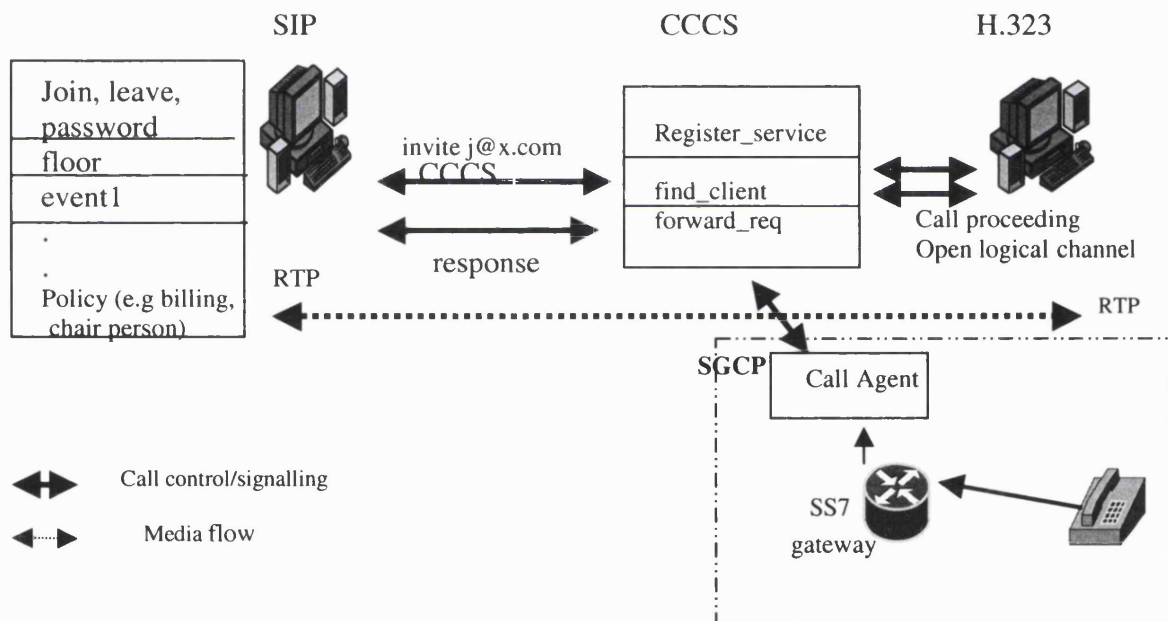 SIP
CCCS
H.323
Join, leave,
password
floor
event1
.
.
Policy (e.g billing,
chair person)
invite j@x.com
CCCS
response
Register_service
find_client
forward_req
Call proceeding
Open logical channel
RTP
RTP
SGCP
Call Agent
SS7
gateway
Call control/signalling
Media flow